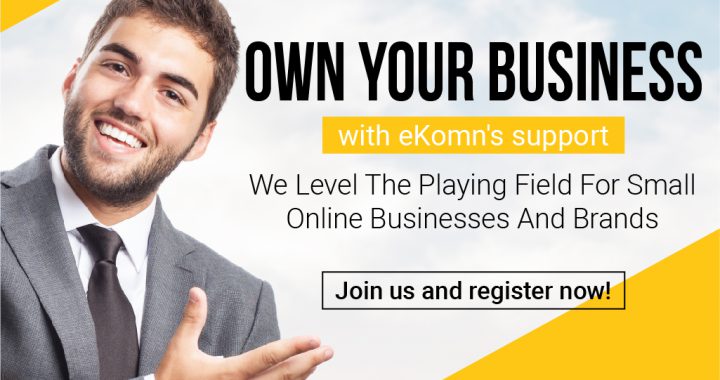 OWN YOUR BUSINESS
with eKomn's support
We Level The Playing Field For Small
Online Businesses And Brands
Join us and register now!